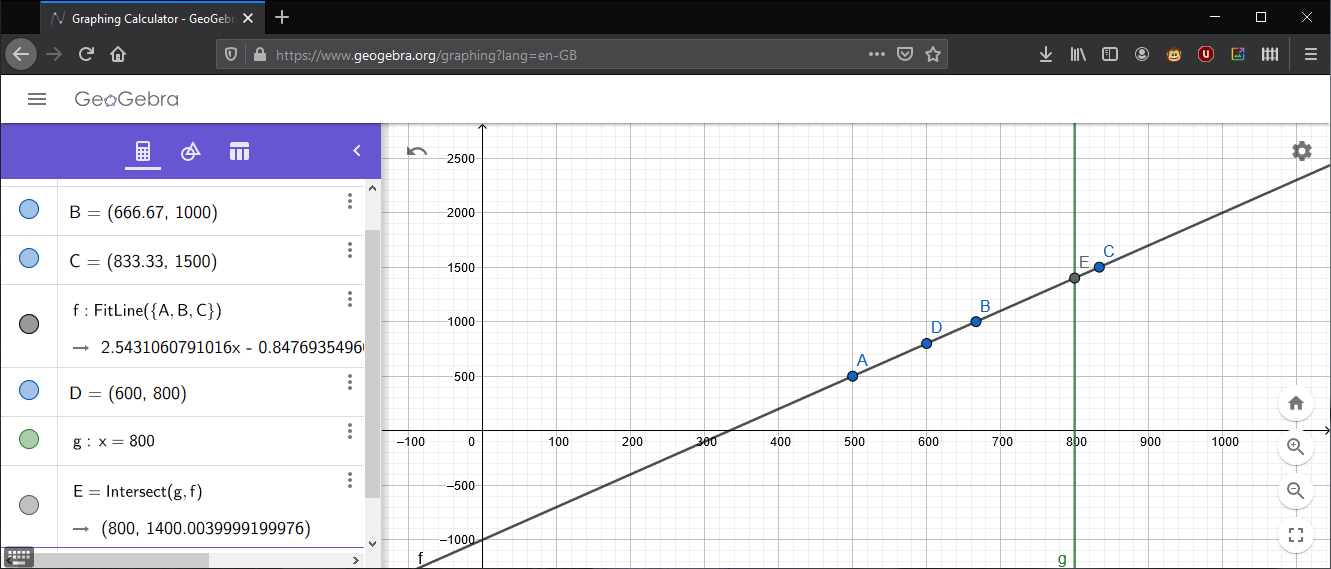 Graphing Calculator - GeoGebr
https://www.geogebra.org/graphing?lang=en-GB
GeoGebra
B = (666.67, 1000)
C = (833.33, 1500)
f : FitLine({A, B, C})
→ 2.5431060791016x - 0.84769354960
D = (600, 800)
g : x = 800
E = Intersect(g, f)
→ (800, 1400.0039999199976)
2500
2000
1500
1000
500
0
−500
−1000
−100
100
200
300
400
500
600
700
800
900
1000
A
D
B
E
C
f
g